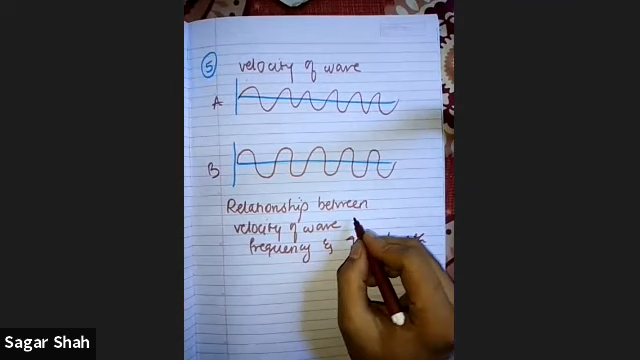 5 velocity of wave
A
B
Relationship between
velocity of wave
frequency &
Sagar Shah